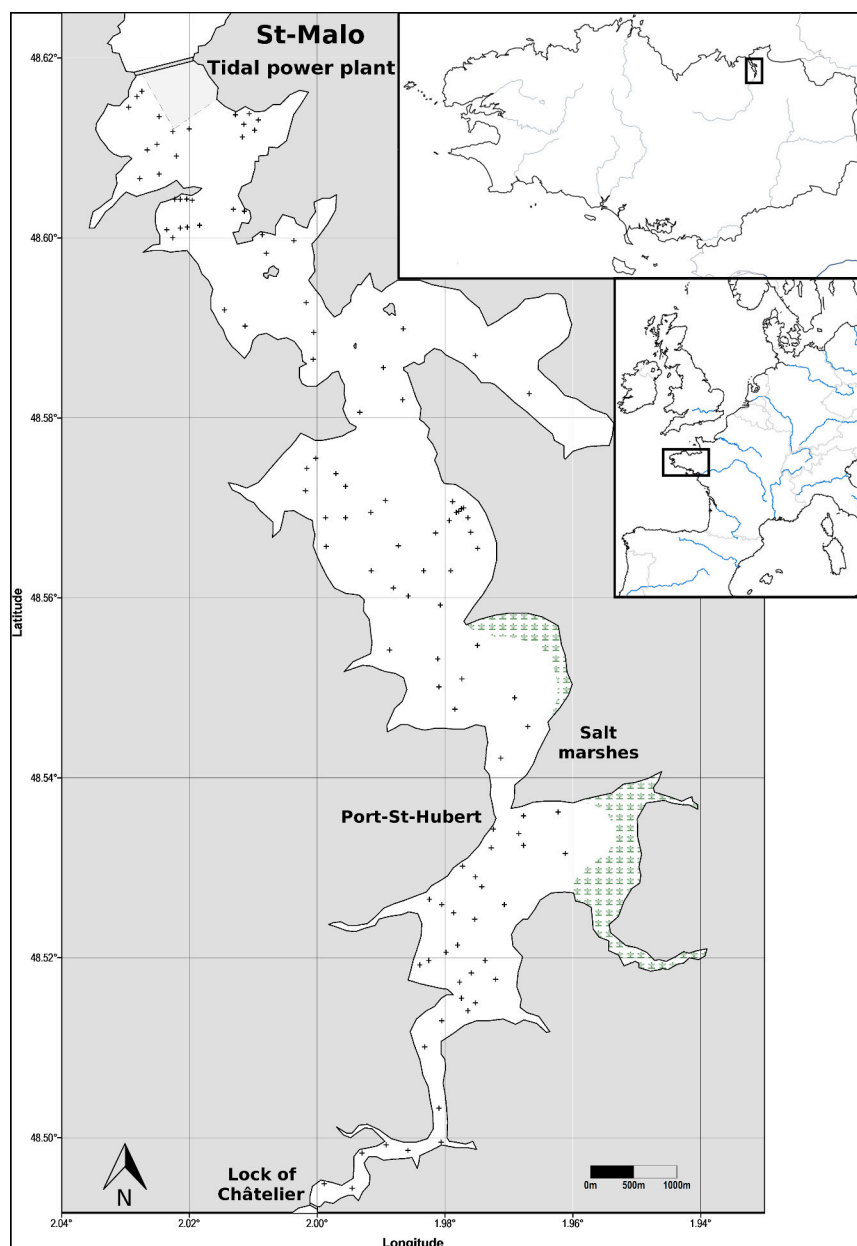 St-Malo
Tidal power plant
48.62°
48.60°
48.58°
48.56°
Latitude
Salt
marshes
48.54°
Port-St-Hubert
48.52°
48.50°
Lock of
Châtelier
N
0m 500m 1000m
2.04° 2.02° 2.00° 1.98° 1.96° 1.94°
Longitude